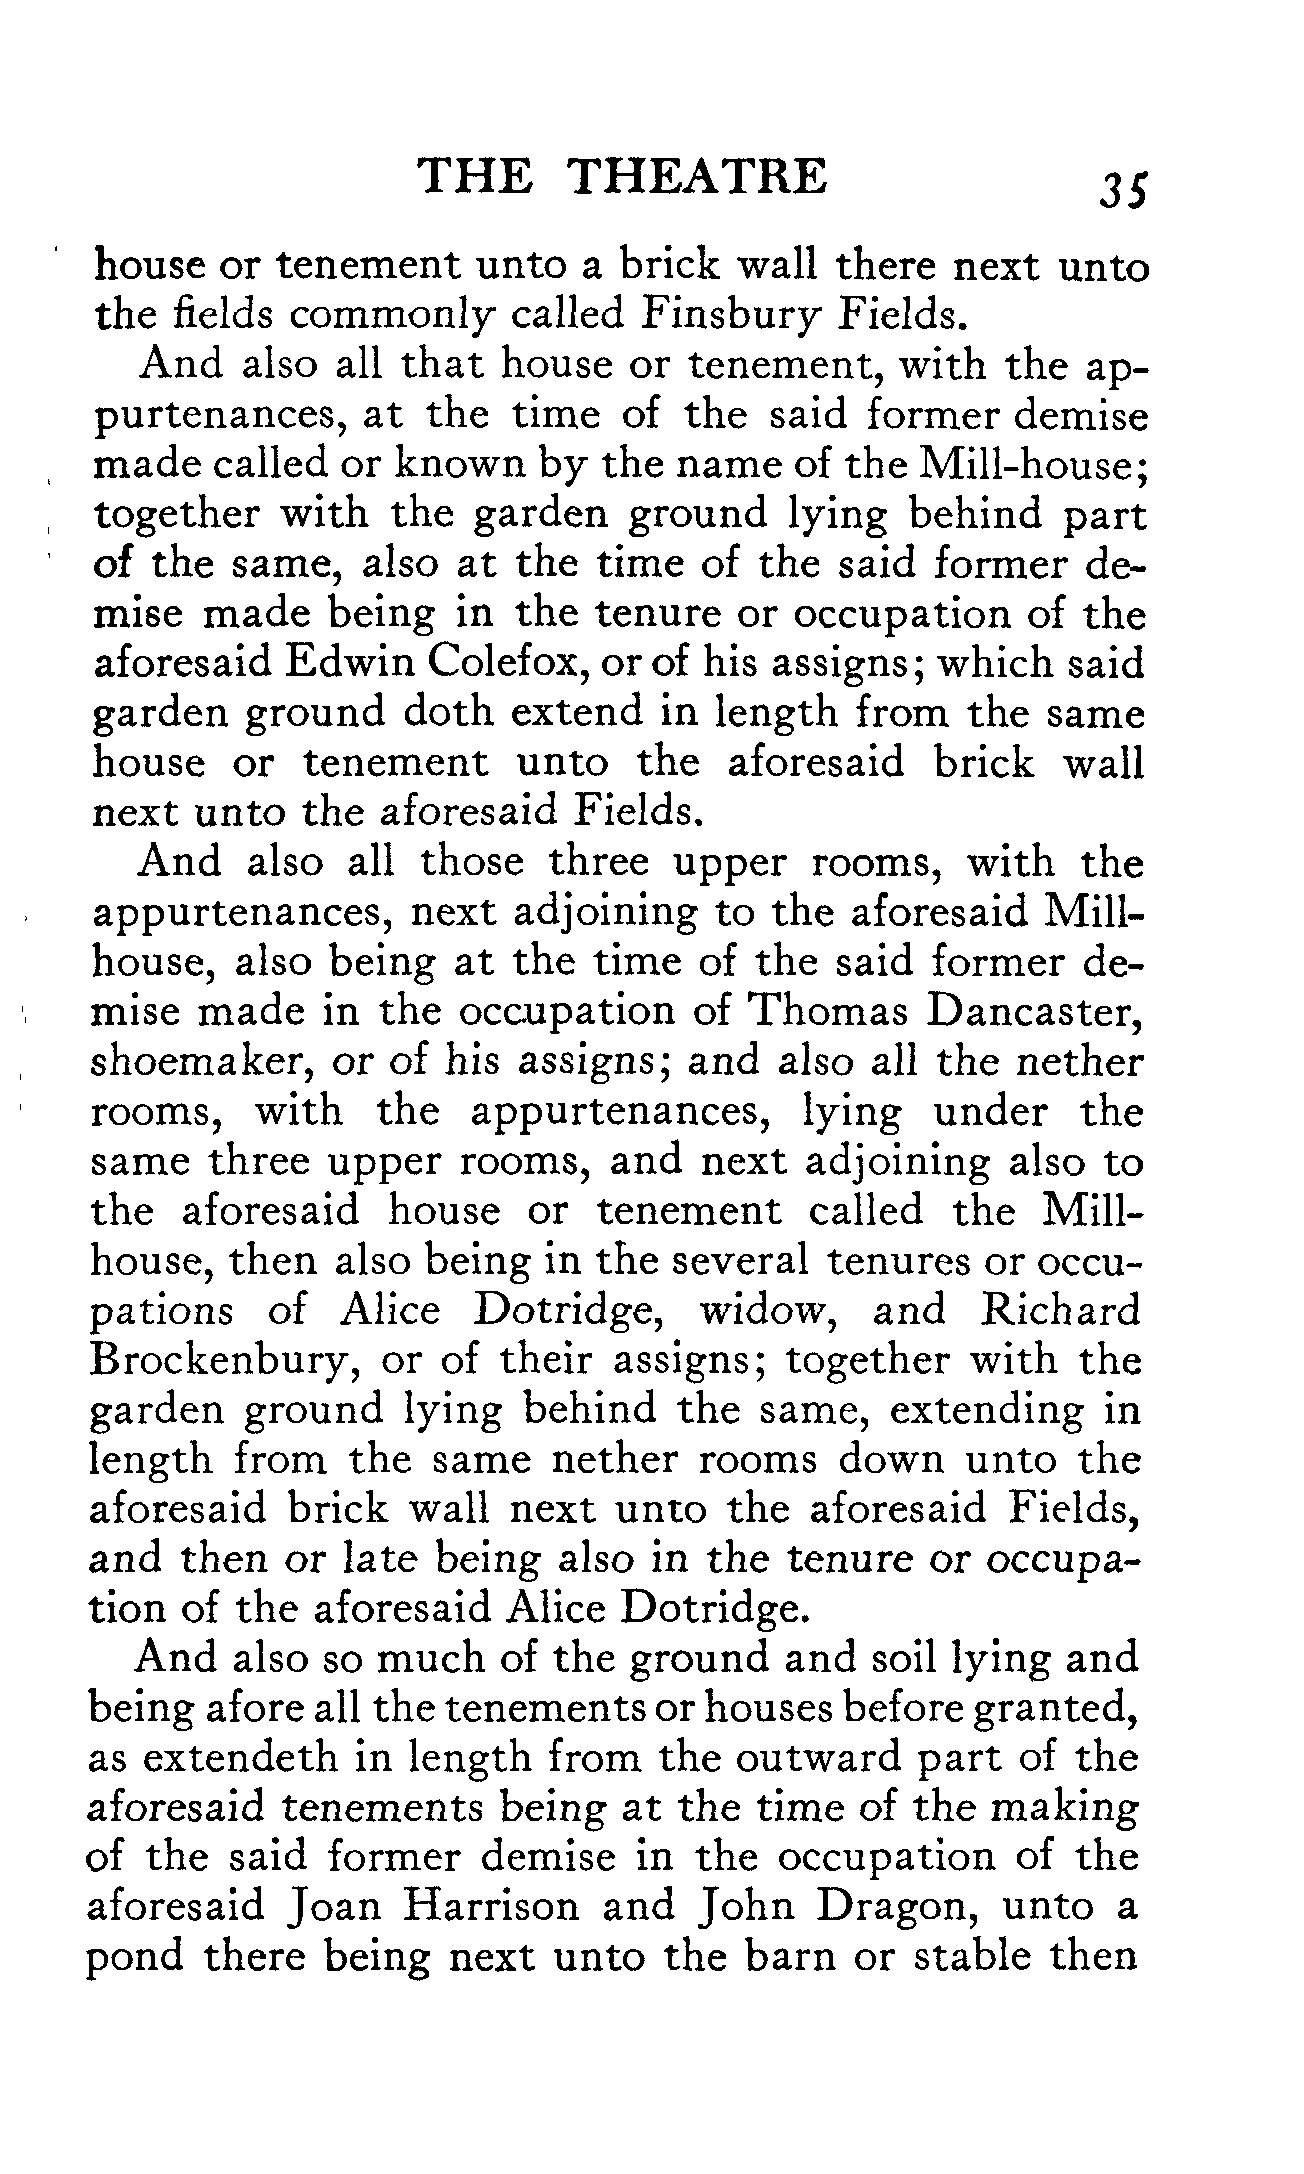 THE THEATRE 35
house or tenement unto a brick wall there next unto
the fields commonly called Finsbury Fields.
And also all that house or tenement, with the ap-
purtenances, at the time of the said former demise
made called or known by the name of the Mill-house;
together with the garden ground lying behind part
of the same, also at the time of the said former de-
mise made being in the tenure or occupation of the
aforesaid Edwin Colefox, or of his assigns; which said
garden ground doth extend in length from the same
house or tenement unto the aforesaid brick wall
next unto the aforesaid Fields.
And also all those three upper rooms, with the
appurtenances, next adjoining to the aforesaid Mill-
house, also being at the time of the said former de-
mise made in the occupation of Thomas Dancaster,
shoemaker, or of his assigns; and also all the nether
rooms, with the appurtenances, lying under the
same three upper rooms, and next adjoining also to
the aforesaid house or tenement called the Mill-
house, then also being in the several tenures or occu-
pations of Alice Dotridge, widow, and Richard
Brockenbury, or of their assigns; together with the
garden ground lying behind the same, extending in
length from the same nether rooms down unto the
aforesaid brick wall next unto the aforesaid Fields,
and then or late being also in the tenure or occupa-
tion of the aforesaid Alice Dotridge.
And also so much of the ground and soil lying and
being afore all the tenements or houses before granted,
as extendeth in length from the outward part of the
aforesaid tenements being at the time of the making
of the said former demise in the occupation of the
aforesaid Joan Harrison and John Dragon, unto a
pond there being next unto the barn or stable then